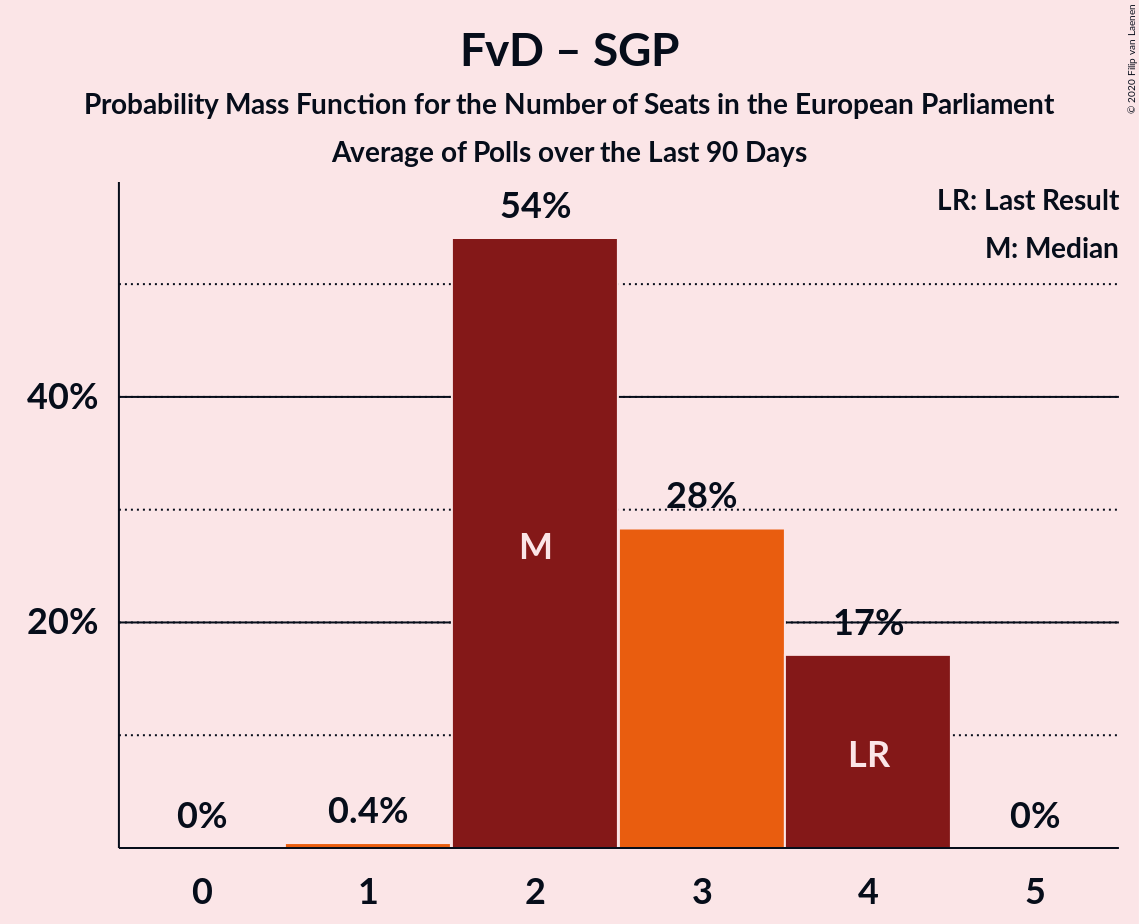 FvD – SGP
Probability Mass Function for the Number of Seats in the European Parliament
Average of Polls over the Last 90 Days
© 2020 Filip van Laenen
LR: Last Result
M: Median
54%
40%
28%
M
20%
17%
LR
0%
0.4%
0%
0 1 2 3 4 5